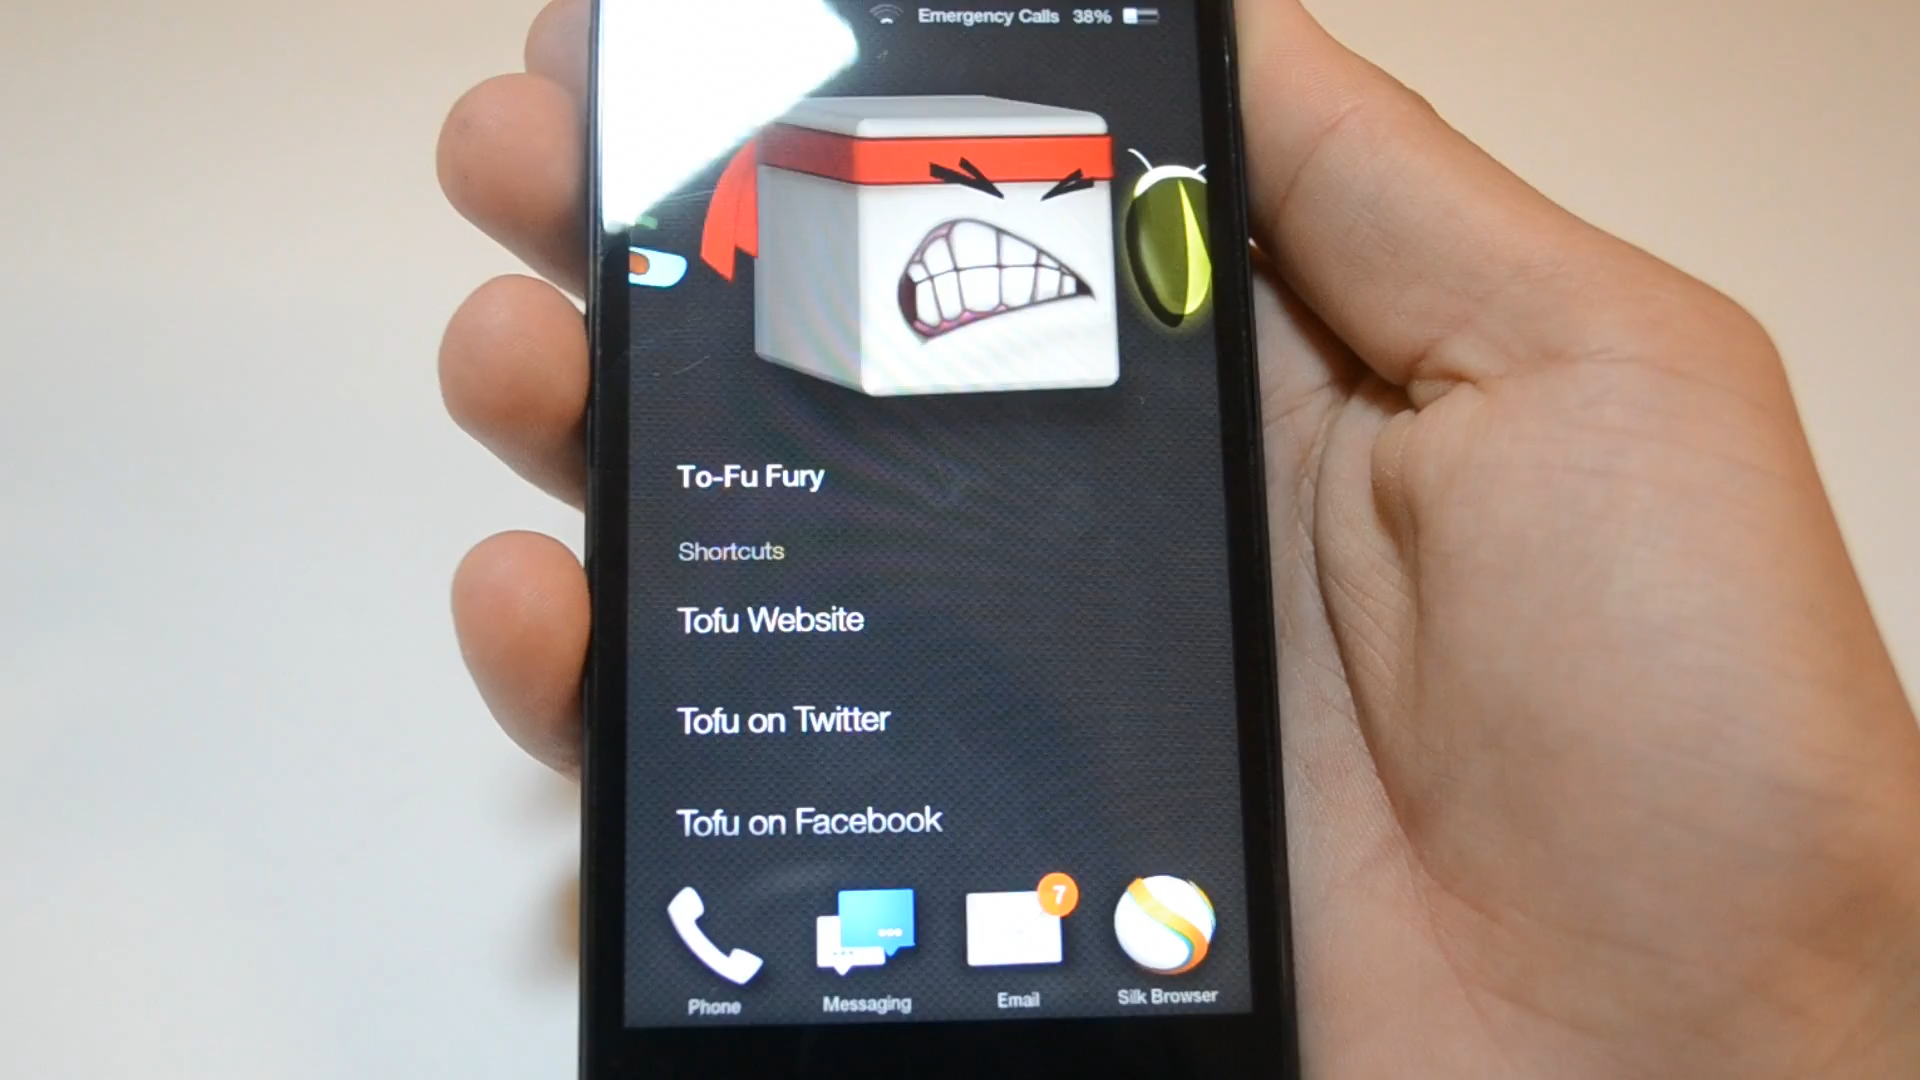 Emergency Calls 38%
To-Fu Fury
Shortcuts
Tofu Website
Tofu on Twitter
Tofu on Facebook
7
Phone Messaging Email Silk Browser